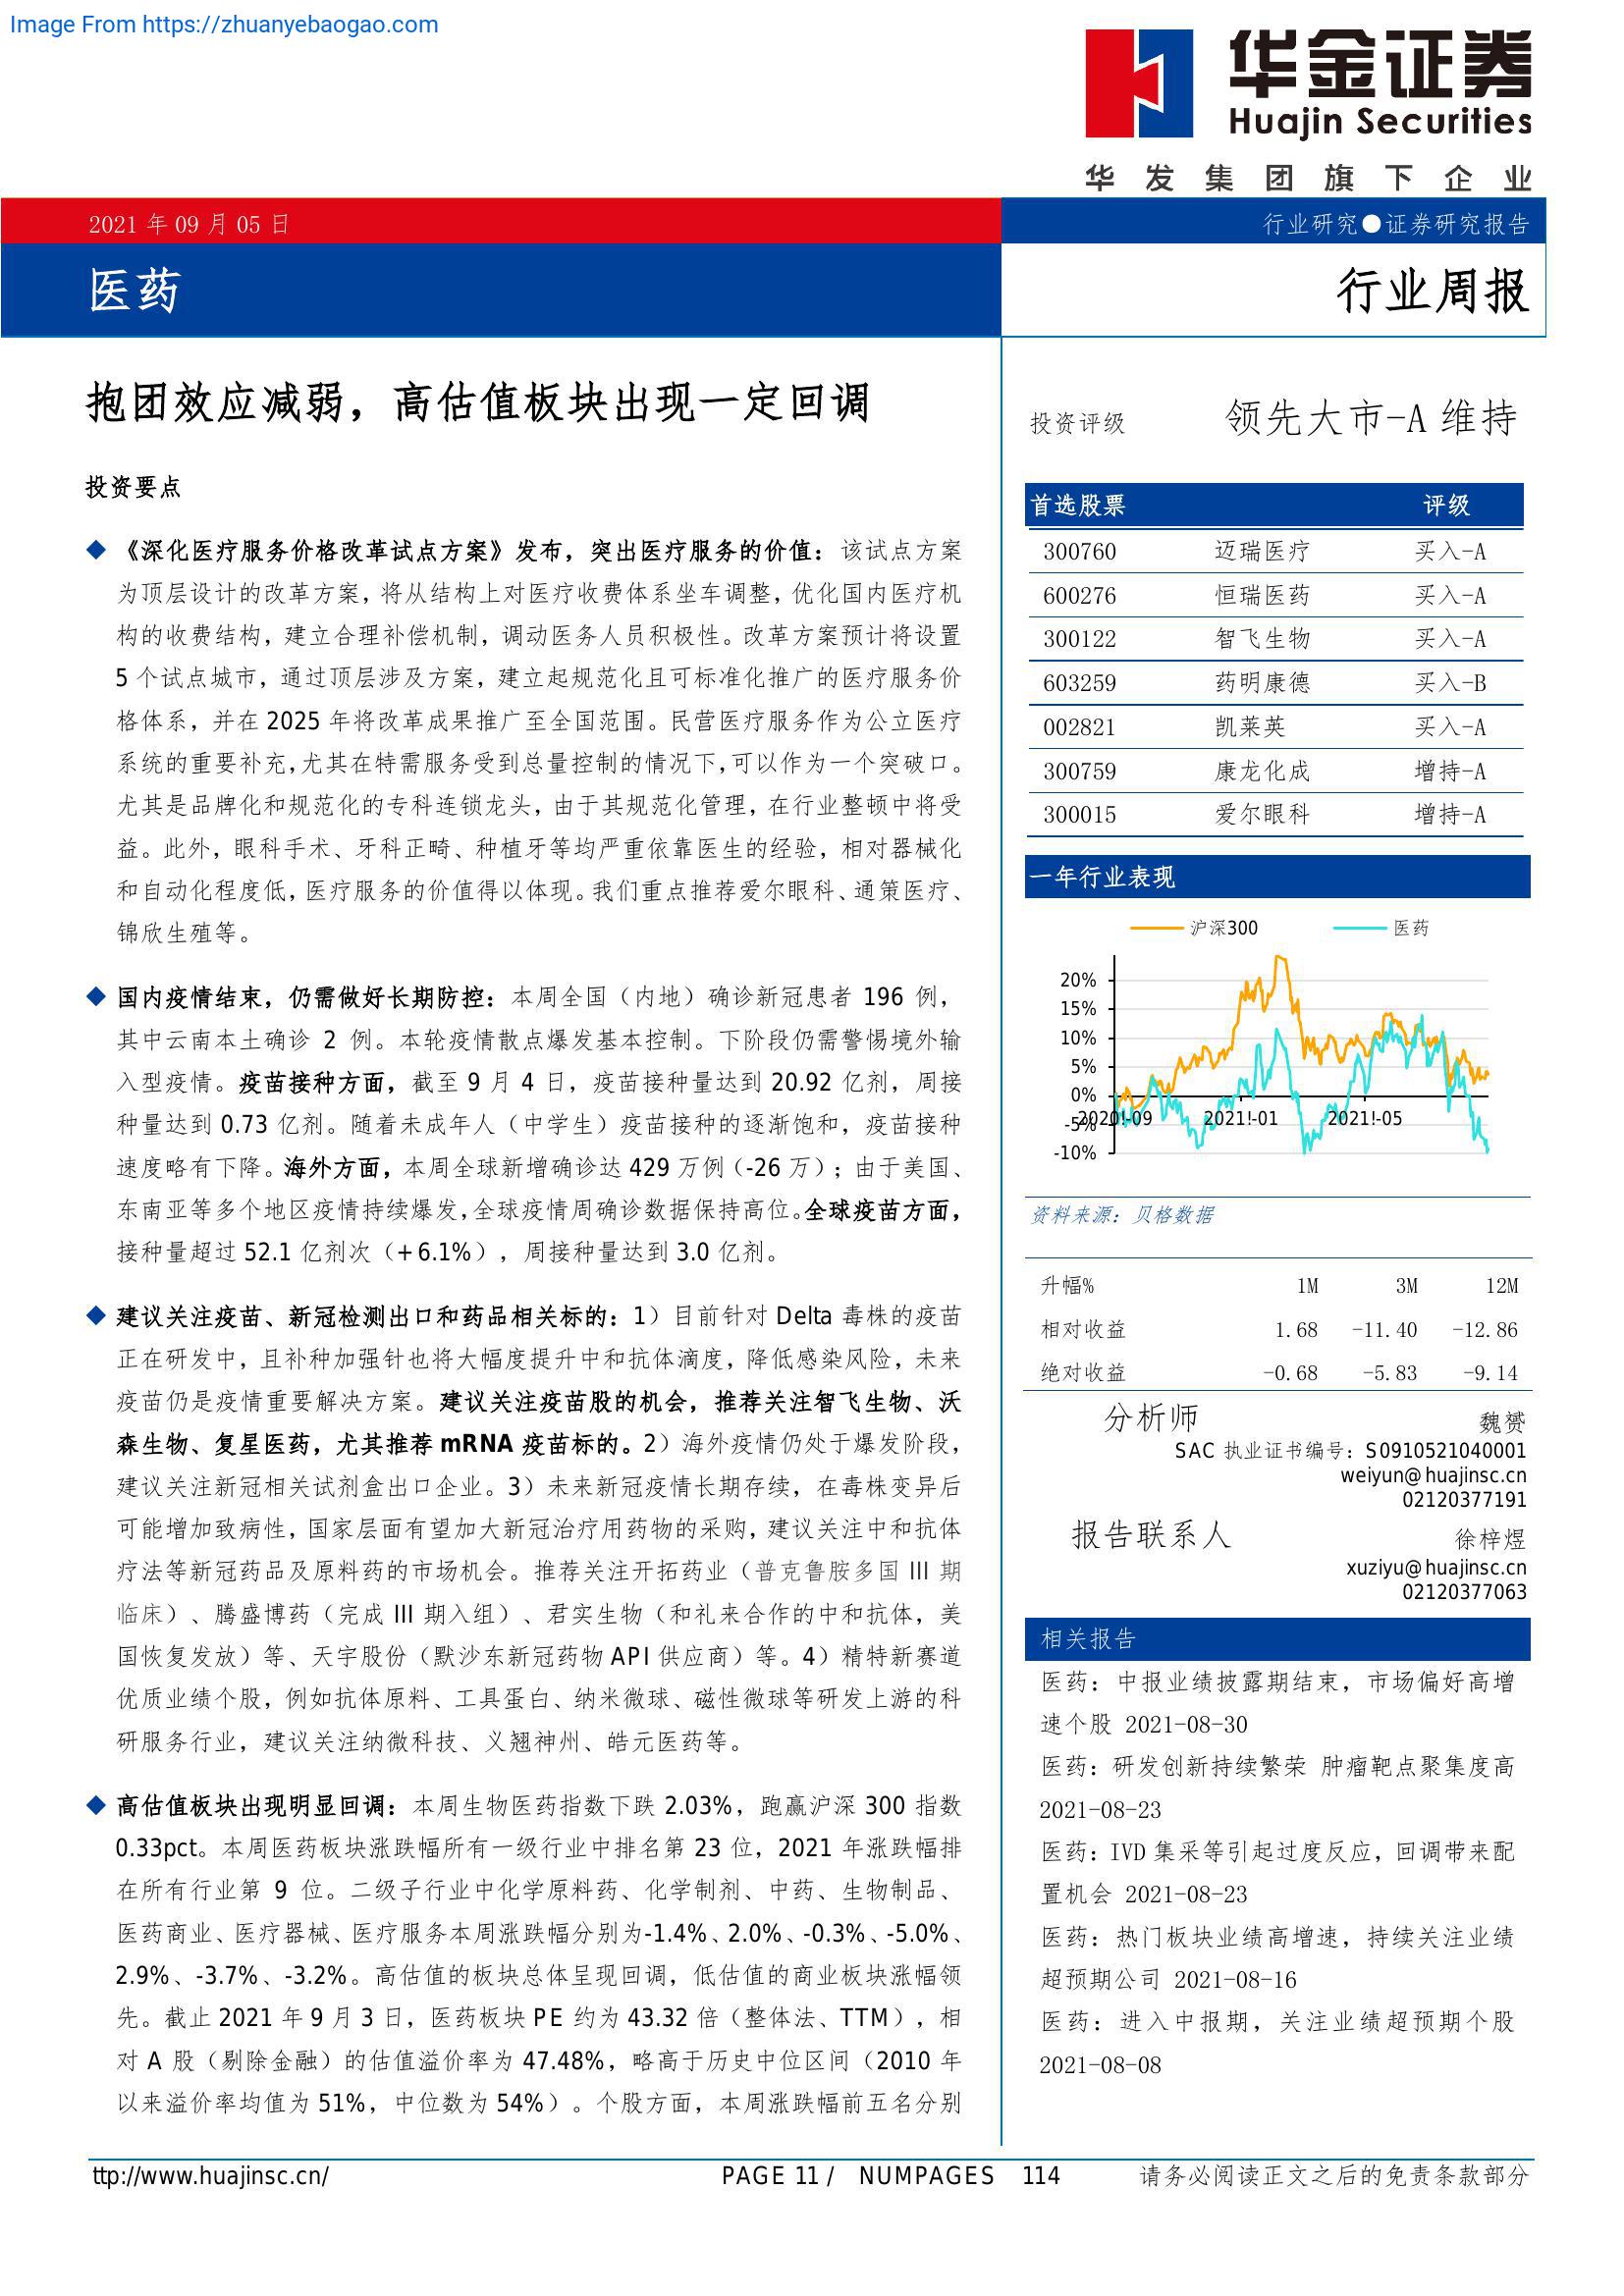 Image From https://zhuanyebaogao.com
华金证券
Huajin Securities
华发集团旗下企业
2021 年 09 月 05 日
行业研究●证券研究报告
医药
行业周报
抱团效应减弱，高估值板块出现一定回调
投资要点
◆ 《深化医疗服务价格改革试点方案》发布，突出医疗服务的价值：该试点方案
为顶层设计的改革方案，将从结构上对医疗收费体系坐车调整，优化国内医疗机
构的收费结构，建立合理补偿机制，调动医务人员积极性。改革方案预计将设置
5 个试点城市，通过顶层涉及方案，建立起规范化且可标准化推广的医疗服务价
格体系，并在 2025 年将改革成果推广至全国范围。民营医疗服务作为公立医疗
系统的重要补充，尤其在特需服务受到总量控制的情况下，可以作为一个突破口。
尤其是品牌化和规范化的专科连锁龙头，由于其规范化管理，在行业整顿中将受
益。此外，眼科手术、牙科正畸、种植牙等均严重依靠医生的经验，相对器械化
和自动化程度低，医疗服务的价值得以体现。我们重点推荐爱尔眼科、通策医疗、
锦欣生殖等。
◆ 国内疫情结束，仍需做好长期防控：本周全国（内地）确诊新冠患者 196 例，
其中云南本土确诊 2 例。本轮疫情散点爆发基本控制。下阶段仍需警惕境外输
入型疫情。疫苗接种方面，截至 9 月 4 日，疫苗接种量达到 20.92 亿剂，周接
种量达到 0.73 亿剂。随着未成年人（中学生）疫苗接种的逐渐饱和，疫苗接种
速度略有下降。海外方面，本周全球新增确诊达 429 万例（-26 万）；由于美国、
东南亚等多个地区疫情持续爆发，全球疫情周确诊数据保持高位。全球疫苗方面，
接种量超过 52.1 亿剂次（+6.1%），周接种量达到 3.0 亿剂。
◆ 建议关注疫苗、新冠检测出口和药品相关标的：1）目前针对 Delta 毒株的疫苗
正在研发中，且补种加强针也将大幅度提升中和抗体滴度，降低感染风险，未来
疫苗仍是疫情重要解决方案。建议关注疫苗股的机会，推荐关注智飞生物、沃
森生物、复星医药，尤其推荐 mRNA 疫苗标的。2）海外疫情仍处于爆发阶段，
建议关注新冠相关试剂盒出口企业。3）未来新冠疫情长期存续，在毒株变异后
可能增加致病性，国家层面有望加大新冠治疗用药物的采购，建议关注中和抗体
疗法等新冠药品及原料药的市场机会。推荐关注开拓药业（普克鲁胺多国 III 期
临床）、腾盛博药（完成 III 期入组）、君实生物（和礼来合作的中和抗体，美
国恢复发放）等、天宇股份（默沙东新冠药物 API 供应商）等。4）精特新赛道
优质业绩个股，例如抗体原料、工具蛋白、纳米微球、磁性微球等研发上游的科
研服务行业，建议关注纳微科技、义翘神州、皓元医药等。
◆ 高估值板块出现明显回调：本周生物医药指数下跌 2.03%，跑赢沪深 300 指数
0.33pct。本周医药板块涨跌幅所有一级行业中排名第 23 位，2021 年涨跌幅排
在所有行业第 9 位。二级子行业中化学原料药、化学制剂、中药、生物制品、
医药商业、医疗器械、医疗服务本周涨跌幅分别为-1.4%、2.0%、-0.3%、-5.0%、
2.9%、-3.7%、-3.2%。高估值的板块总体呈现回调，低估值的商业板块涨幅领
先。截止 2021 年 9 月 3 日，医药板块 PE 约为 43.32 倍（整体法、TTM），相
对 A 股（剔除金融）的估值溢价率为 47.48%，略高于历史中位区间（2010 年
以来溢价率均值为 51%，中位数为 54%）。个股方面，本周涨跌幅前五名分别
投资评级 领先大市-A 维持
首选股票 评级
300760 迈瑞医疗 买入-A
600276 恒瑞医药 买入-A
300122 智飞生物 买入-A
603259 药明康德 买入-B
002821 凯莱英 买入-A
300759 康龙化成 增持-A
300015 爱尔眼科 增持-A
一年行业表现
沪深300 医药
20%
15%
10%
5%
0%
-5%
-10%
2020!-09 2021!-01 2021!-05
资料来源：贝格数据
升幅% 1M 3M 12M
相对收益 1.68 -11.40 -12.86
绝对收益 -0.68 -5.83 -9.14
分析师 魏赟
SAC 执业证书编号：S0910521040001
weiyun@huajinsc.cn
02120377191
报告联系人 徐梓煜
xuziyu@huajinsc.cn
02120377063
相关报告
医药：中报业绩披露期结束，市场偏好高增
速个股 2021-08-30
医药：研发创新持续繁荣 肿瘤靶点聚集度高
2021-08-23
医药：IVD 集采等引起过度反应，回调带来配
置机会 2021-08-23
医药：热门板块业绩高增速，持续关注业绩
超预期公司 2021-08-16
医药：进入中报期，关注业绩超预期个股
2021-08-08
ttp://www.huajinsc.cn/ PAGE 11 / NUMPAGES 114 请务必阅读正文之后的免责条款部分